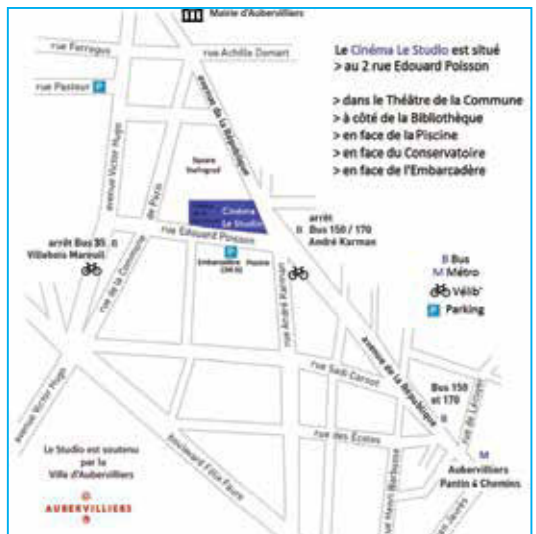 Mairie d'Aubervilliers
rue Ferragus
rue Achille Domart
rue Pasteur P
avenue de la République
avenue Victor Hugo
Square
Stalingrad
Le Cinéma Le Studio est situé
> au 2 rue Edouard Poisson
> dans le Théâtre de la Commune
> à côté de la Bibliothèque
> en face de la Piscine
> en face du Conservatoire
> en face de l'Embarcadère
Cinéma
Le Studio
rue Edouard Poisson
P
Embarcadère Piscine
arrêt
B Bus 150 / 170
André Karman
arrêt Bus 35. B
Villebois Mareuil
rue de la Commune
de Paris
rue André Karman
B Bus
M Métro
Vélib'
P Parking
avenue de la République
rue Sadi Carnot
rue des Ecoles
Bus 150
et 170
B
M
Aubervilliers
Pantin 4 Chemins
rue Henri Barbusse
Jean Jaurès
avenue Victor Hugo
Boulevard Félix Faure
Le Studio est soutenu
par la
Ville d'Aubervilliers
AUBERVILLIERS